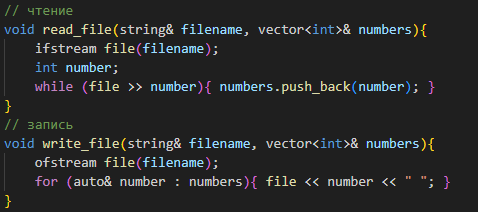 // чтение
void read_file(string& filename, vector<int>& numbers){
    ifstream file(filename);
    int number;
    while (file >> number){ numbers.push_back(number); }
}
// запись
void write_file(string& filename, vector<int>& numbers){
    ofstream file(filename);
    for (auto& number : numbers){ file << number << " "; }
}